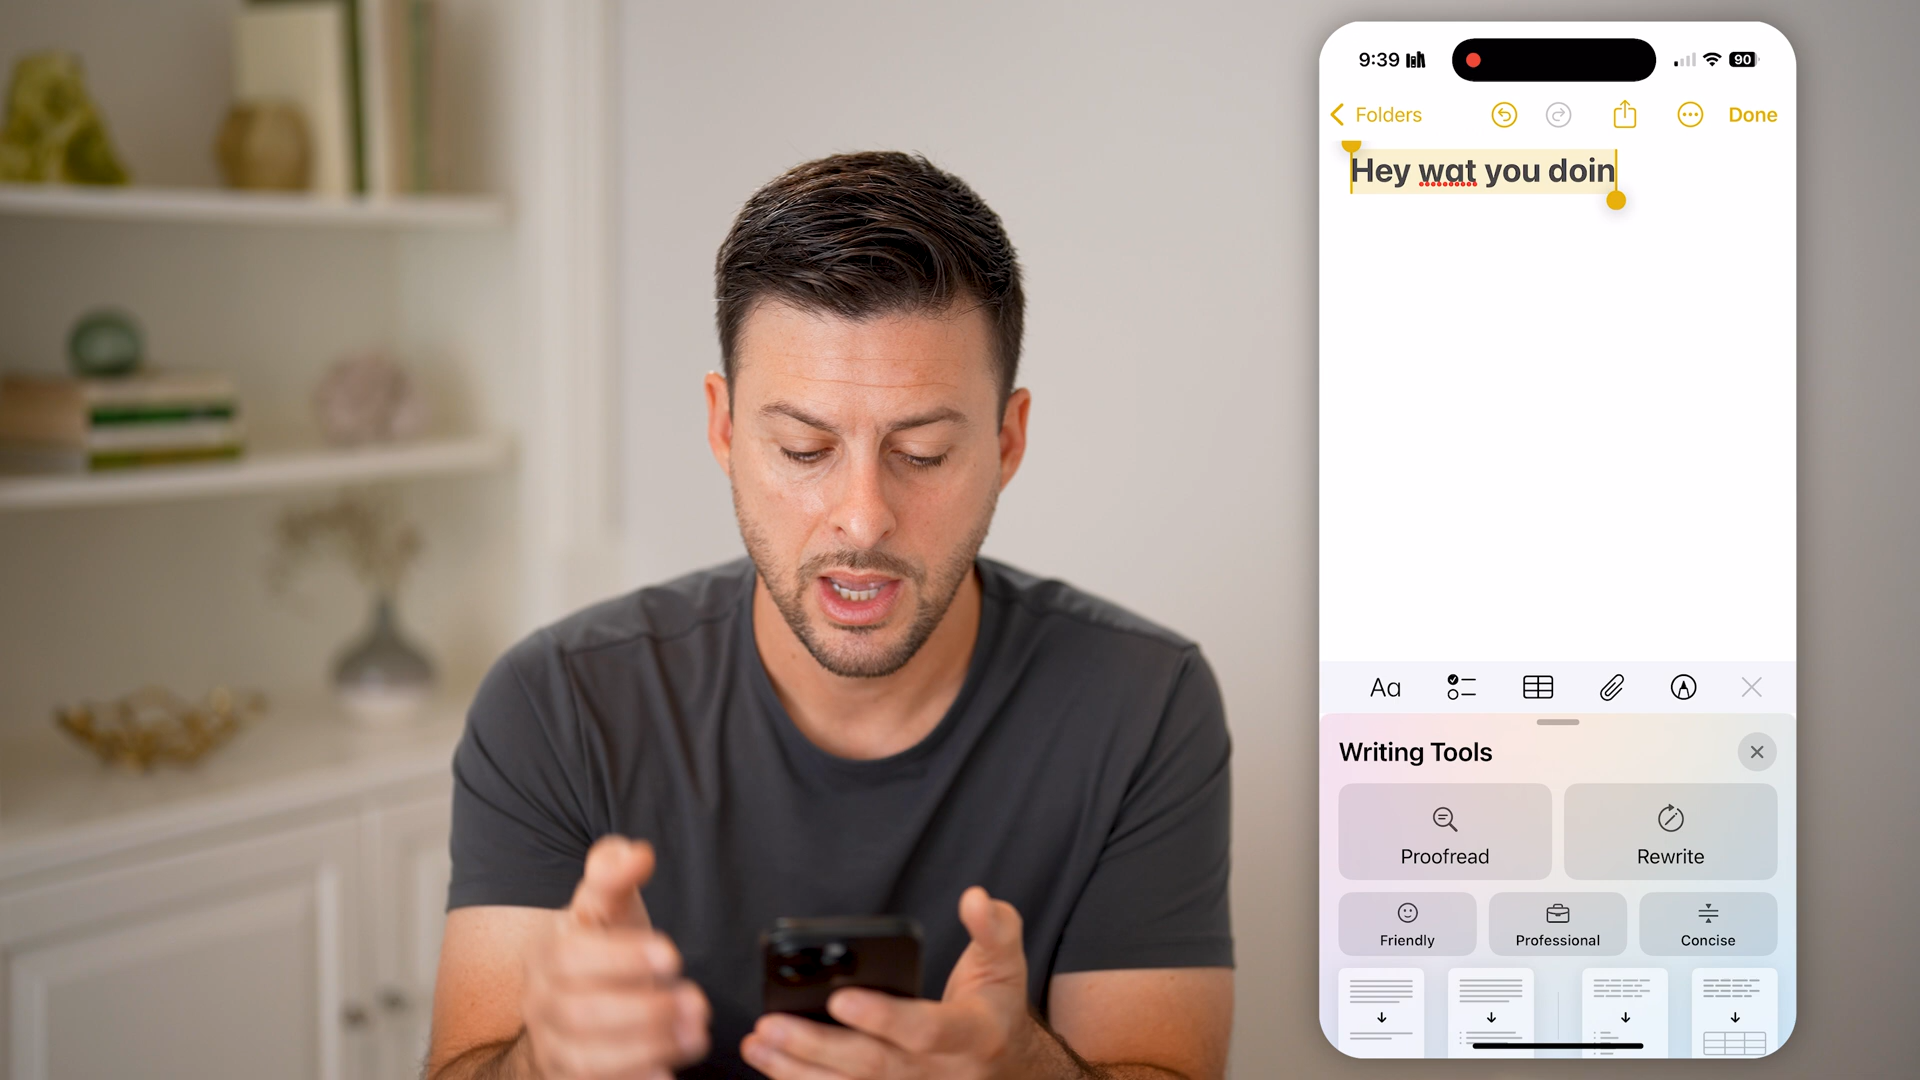 9:39
90
Folders
Done
Hey wat you doin
Aa
Writing Tools
Proofread
Rewrite
Friendly
Professional
Concise